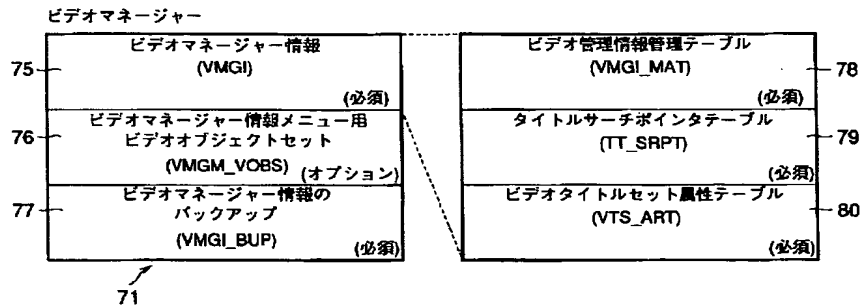 ビデオマネージャー
75
ビデオマネージャー情報
(VMGI)
(必須)
76
ビデオマネージャー情報メニュー用
ビデオオブジェクトセット
(VMGM_VOBS)
(オプション)
77
ビデオマネージャー情報の
バックアップ
(VMGI_BUP)
(必須)
71
ビデオ管理情報管理テーブル
(VMGI_MAT)
(必須)
78
タイトルサーチポインタテーブル
(TT_SRPT)
(必須)
79
ビデオタイトルセット属性テーブル
(VTS_ART)
(必須)
80